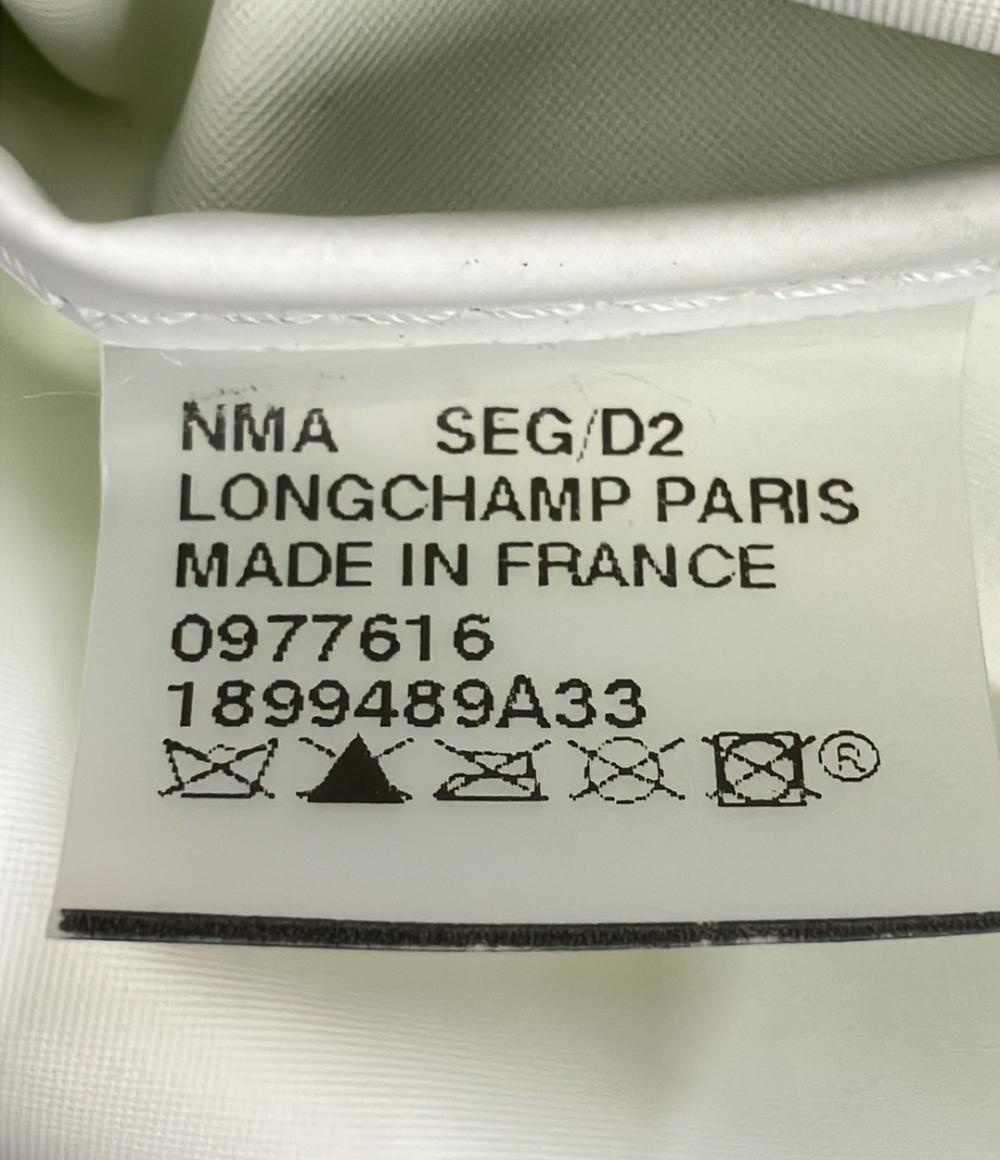 NMA SEG/D2
LONGCHAMP PARIS
MADE IN FRANCE
0977616
1899489A33
®